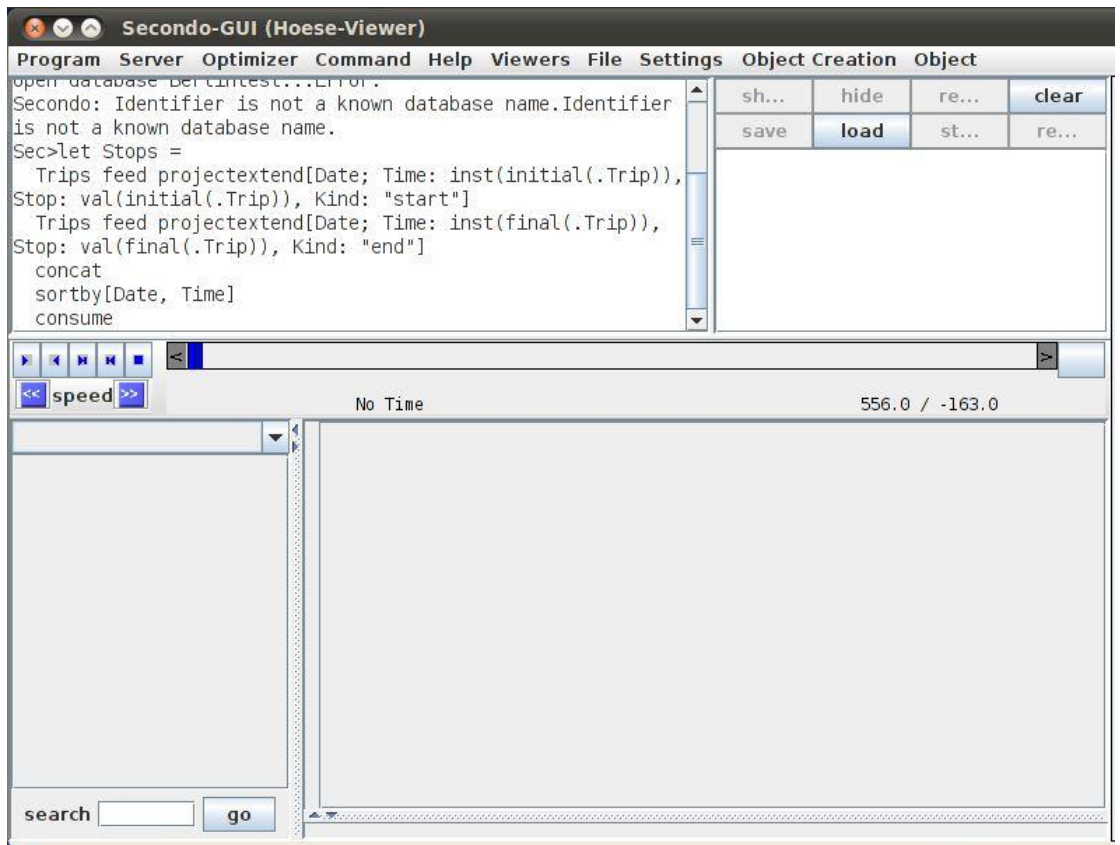 Secondo-GUI (Hoese-Viewer)
Program Server Optimizer Command Help Viewers File Settings Object Creation Object
open database Berlintest...Error.
Secondo: Identifier is not a known database name.Identifier
is not a known database name.
Sec>let Stops =
Trips feed projectextend[Date; Time: inst(initial(.Trip)),
Stop: val(initial(.Trip)), Kind: "start"]
Trips feed projectextend[Date; Time: inst(final(.Trip)),
Stop: val(final(.Trip)), Kind: "end"]
concat
sortby[Date, Time]
consume
sh... hide re... clear
save load st... re...
< >
<< speed >>
No Time 556.0 / -163.0
search go